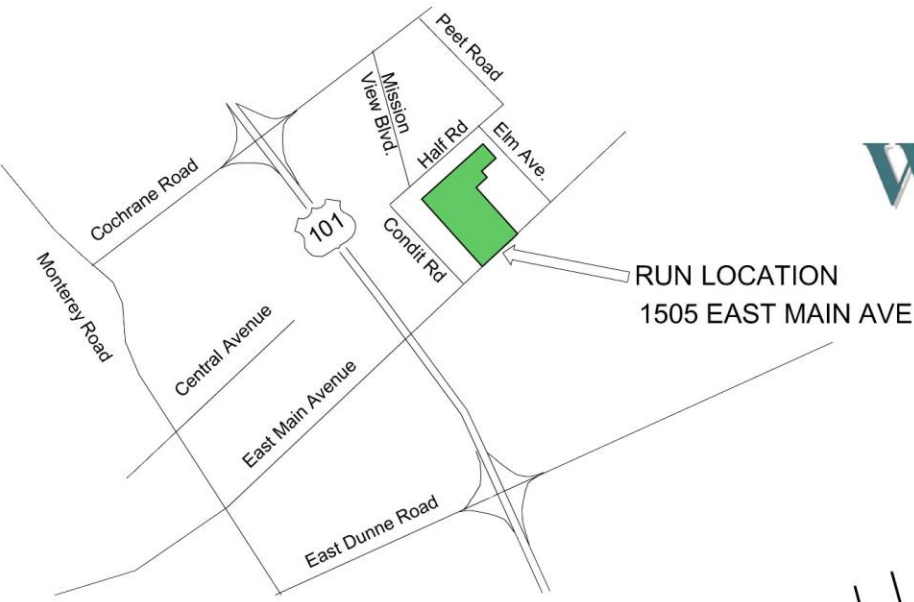 Peet Road
Mission
View Blvd.
Half Rd
Elm Ave.
Cochrane Road
101
Condit Rd
Monterey Road
RUN LOCATION
1505 EAST MAIN AVE
Central Avenue
East Main Avenue
East Dunne Road